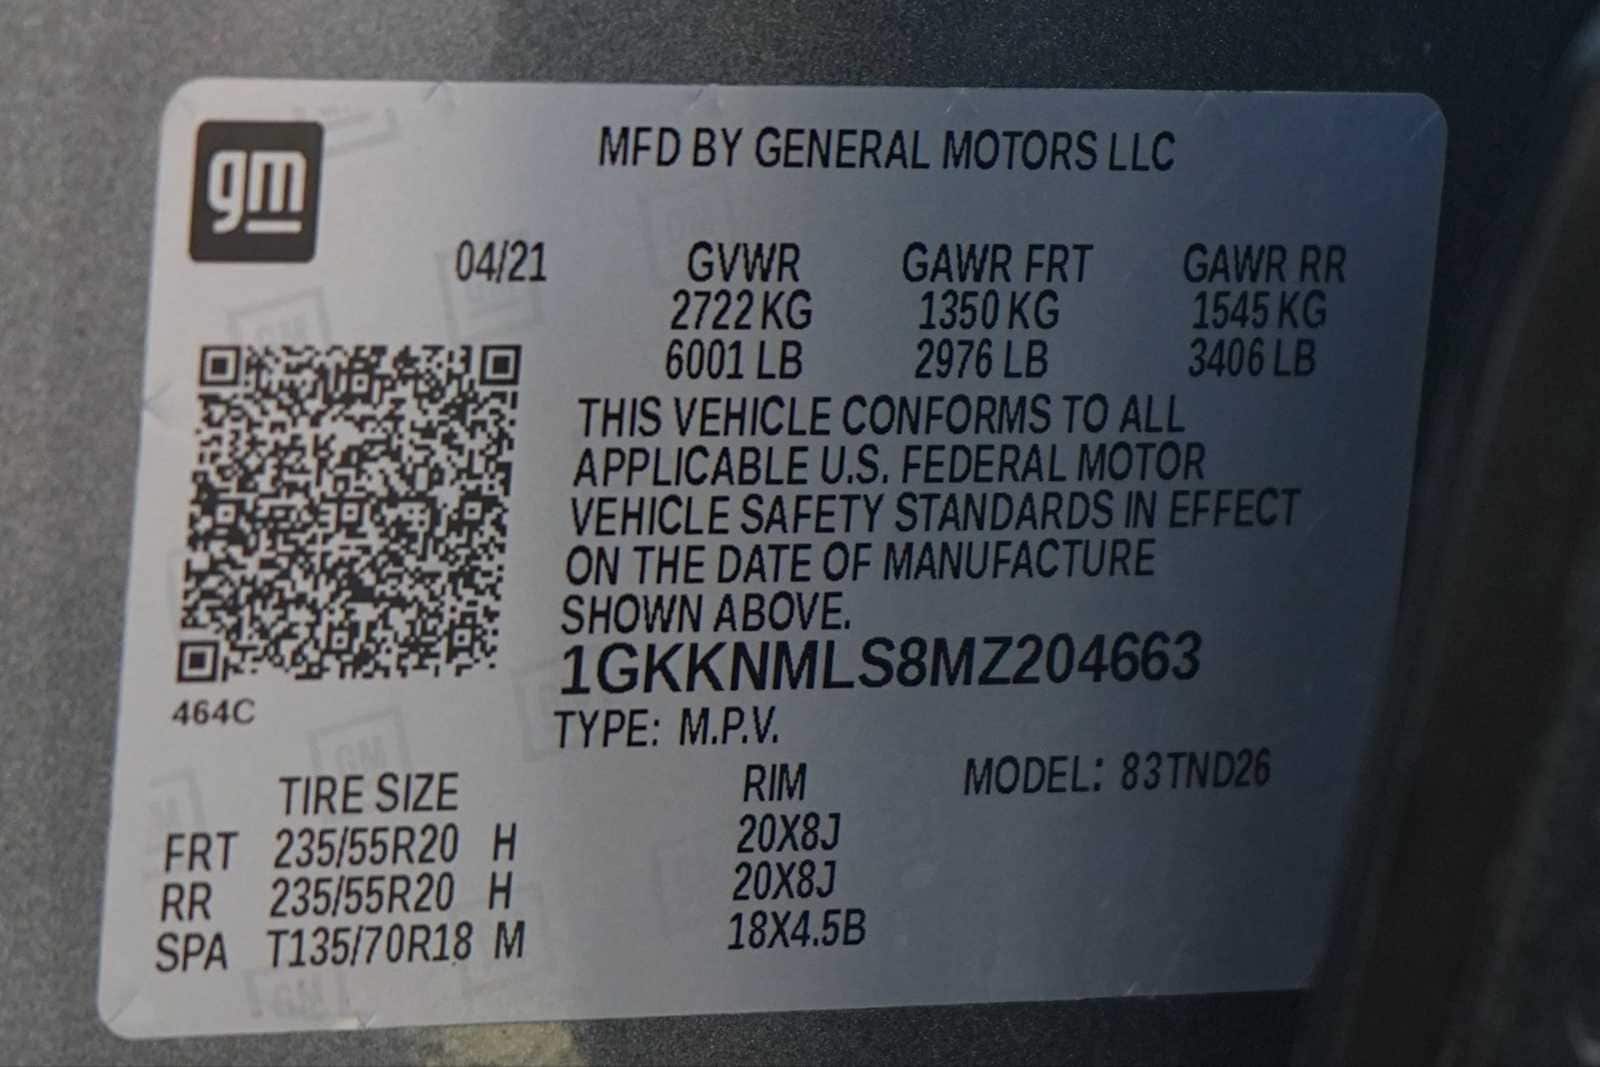 gm
MFD BY GENERAL MOTORS LLC
04/21 GVWR GAWR FRT GAWR RR
2722 KG 1350 KG 1545 KG
6001 LB 2976 LB 3406 LB
THIS VEHICLE CONFORMS TO ALL
APPLICABLE U.S. FEDERAL MOTOR
VEHICLE SAFETY STANDARDS IN EFFECT
ON THE DATE OF MANUFACTURE
SHOWN ABOVE.
1GKKNMLS8MZ204663
464C
TYPE: M.P.V.
TIRE SIZE RIM MODEL: 83TND26
FRT 235/55R20 H 20X8J
RR 235/55R20 H 20X8J
SPA T135/70R18 M 18X4.5B